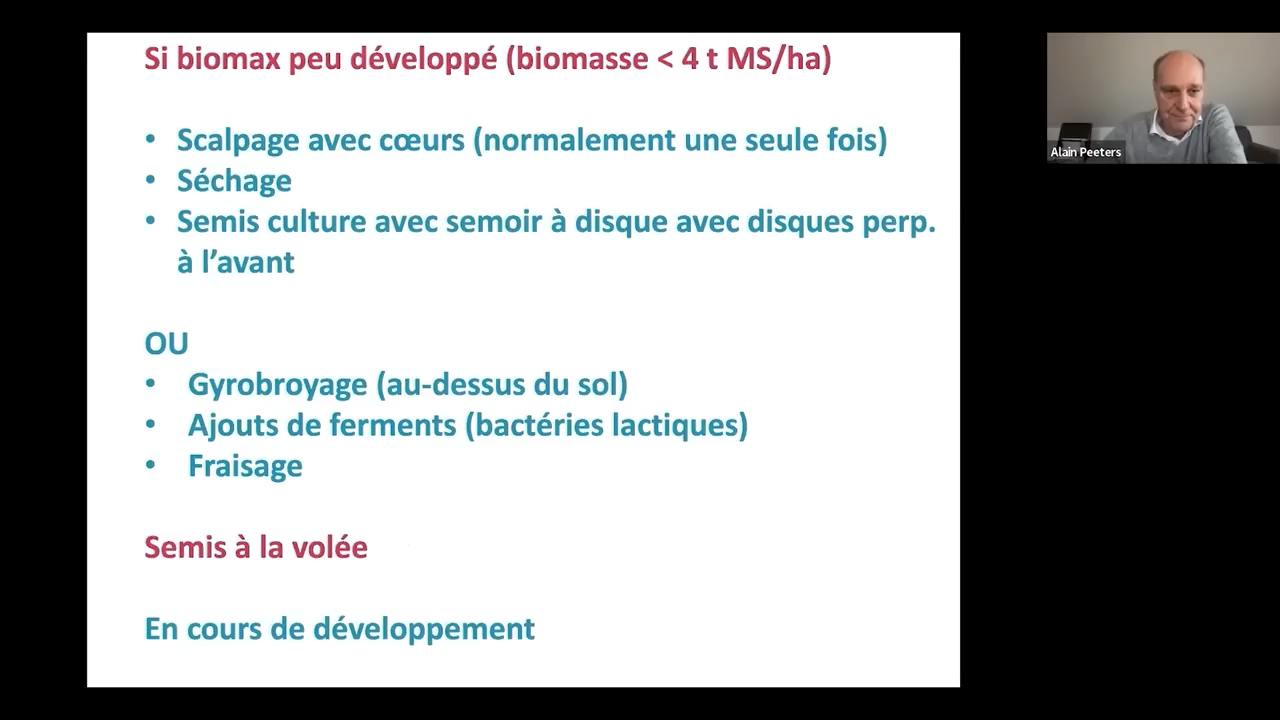 Si biomax peu développé (biomasse < 4 t MS/ha)
• Scalpage avec cœurs (normalement une seule fois)
• Séchage
• Semis culture avec semoir à disque avec disques perp.
à l’avant
OU
• Gyrobroyage (au-dessus du sol)
• Ajouts de ferments (bactéries lactiques)
• Fraisage
Semis à la volée
En cours de développement
Alain Peeters